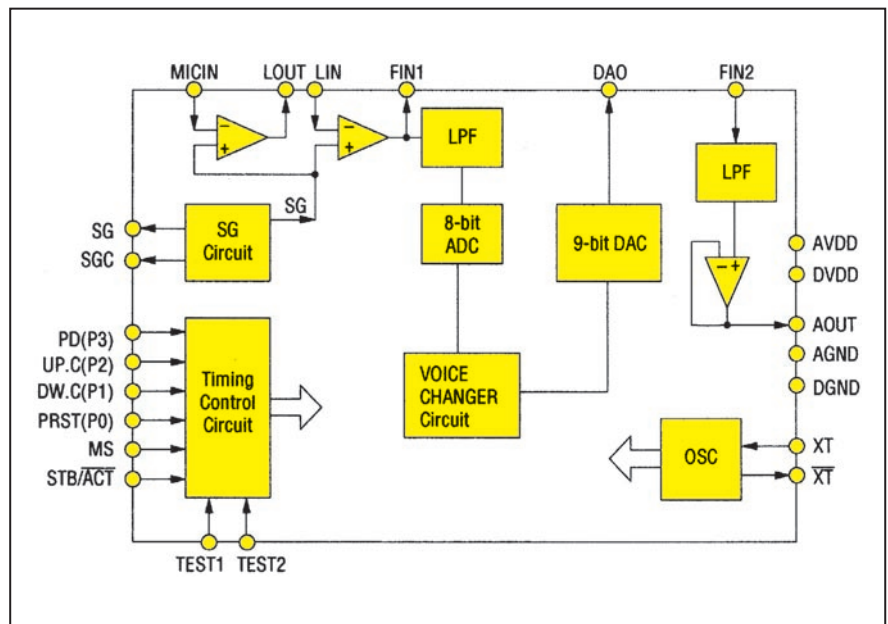 MICIN LOUT LIN FIN1 DAO FIN2
LPF
LPF
SG
SG
SG
Circuit
SGC
8-bit
ADC
9-bit DAC
AVDD
DVDD
AOUT
AGND
DGND
PD(P3)
UP.C(P2)
DW.C(P1)
PRST(P0)
MS
STB/A̅C̅T̅
Timing
Control
Circuit
VOICE
CHANGER
Circuit
OSC
XT
X̅T̅
TEST1 TEST2
− + − + − +